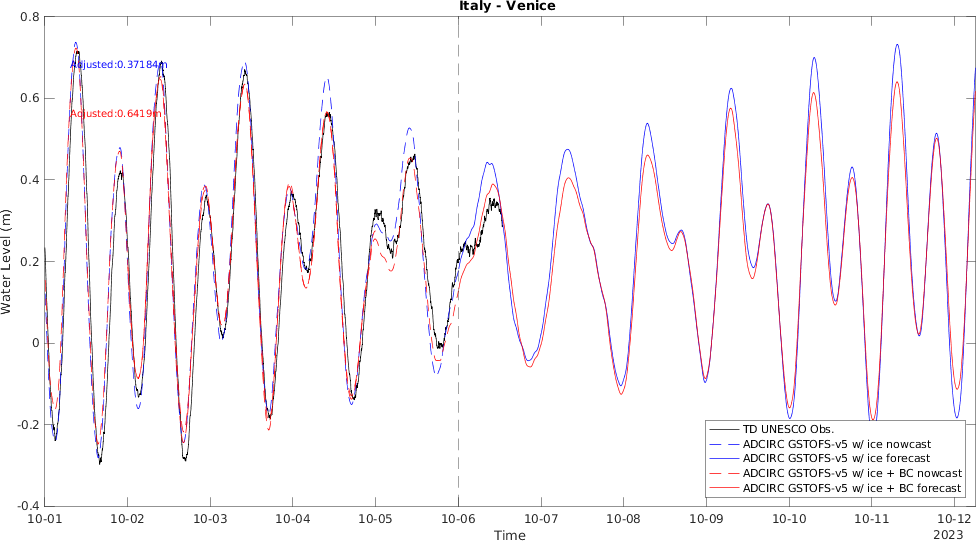 Italy - Venice
0.8
0.6
0.4
0.2
0
-0.2
-0.4
Water Level (m)
Adjusted:0.37184m
Adjusted:0.6419m
TD UNESCO Obs.
ADCIRC GSTOFS-v5 w/ ice nowcast
ADCIRC GSTOFS-v5 w/ ice forecast
ADCIRC GSTOFS-v5 w/ ice + BC nowcast
ADCIRC GSTOFS-v5 w/ ice + BC forecast
10-01 10-02 10-03 10-04 10-05 10-06 10-07 10-08 10-09 10-10 10-11 10-12
2023
Time